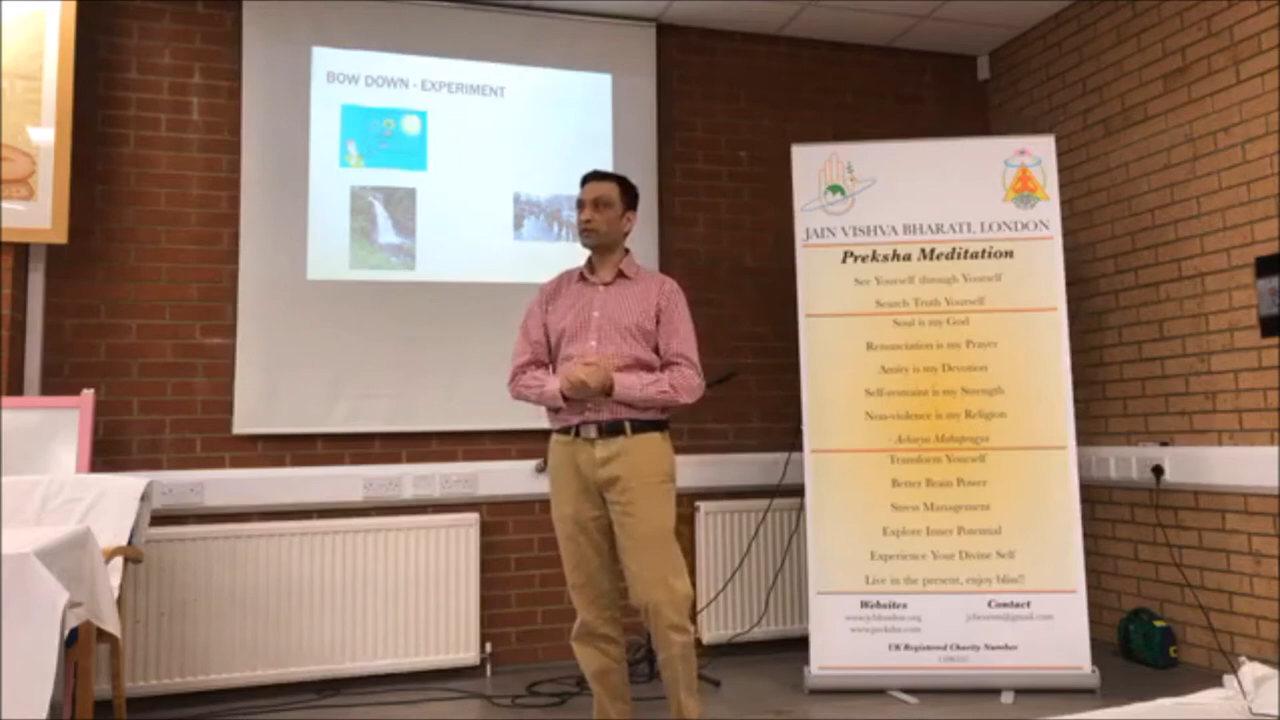 BOW DOWN - EXPERIMENT
JAIN VISHVA BHARATI, LONDON
Preksha Meditation
See Yourself through Yourself
Search Truth Yourself
Soul is my God
Renunciation is my Prayer
Amity is my Devotion
Self-restraint is my Strength
Non-violence is my Religion
- Acharya Mahapragya
Transform Yourself
Better Brain Power
Stress Management
Explore Inner Potential
Experience Your Divine Self
Live in the present, enjoy bliss!!
Websites
Contact
www.preksha.com
UK Registered Charity Number